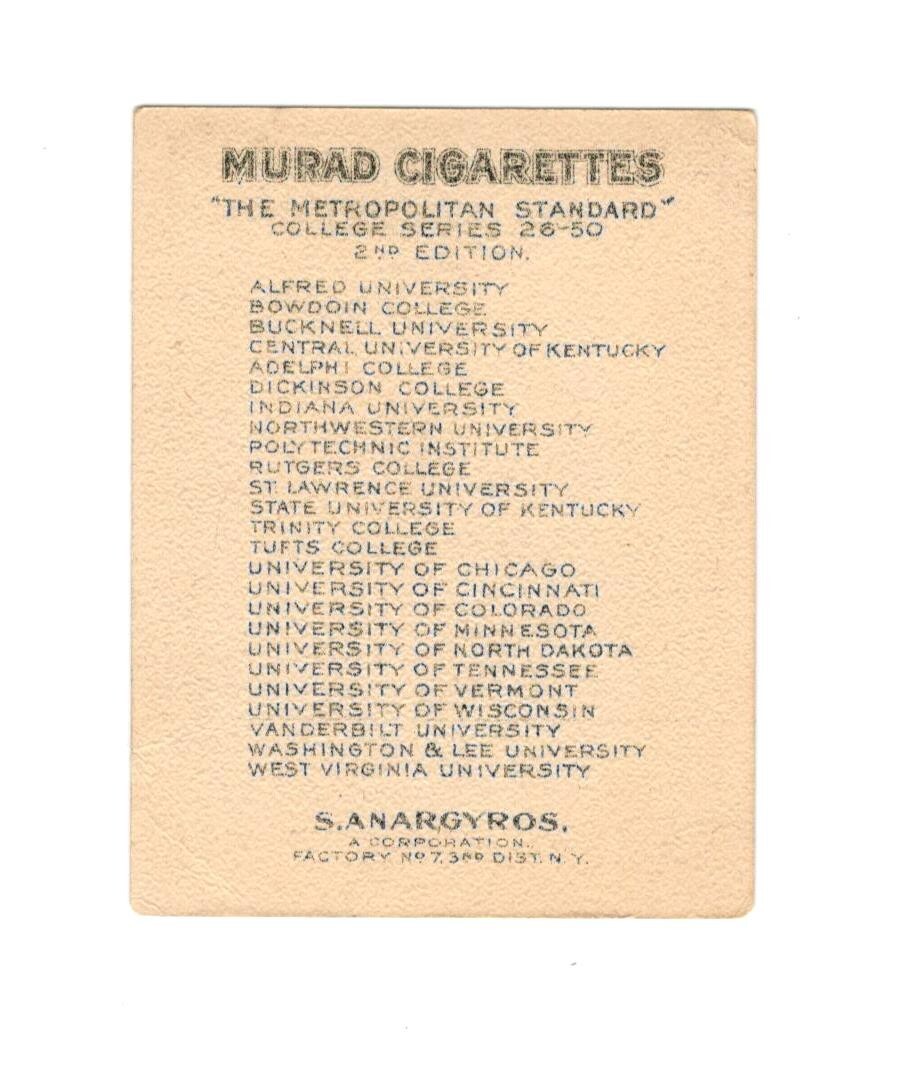 MURAD CIGARETTES
"THE METROPOLITAN STANDARD"
COLLEGE SERIES 26-50
2ND EDITION.
ALFRED UNIVERSITY
BOWDOIN COLLEGE
BUCKNELL UNIVERSITY
CENTRAL UNIVERSITY OF KENTUCKY
ADELPHI COLLEGE
DICKINSON COLLEGE
INDIANA UNIVERSITY
NORTHWESTERN UNIVERSITY
POLYTECHNIC INSTITUTE
RUTGERS COLLEGE
ST. LAWRENCE UNIVERSITY
STATE UNIVERSITY OF KENTUCKY
TRINITY COLLEGE
TUFTS COLLEGE
UNIVERSITY OF CHICAGO
UNIVERSITY OF CINCINNATI
UNIVERSITY OF COLORADO
UNIVERSITY OF MINNESOTA
UNIVERSITY OF NORTH DAKOTA
UNIVERSITY OF TENNESSEE
UNIVERSITY OF VERMONT
UNIVERSITY OF WISCONSIN
VANDERBILT UNIVERSITY
WASHINGTON & LEE UNIVERSITY
WEST VIRGINIA UNIVERSITY
S. ANARGYROS.
A CORPORATION.
FACTORY No 7, 3RD DIST. N.Y.